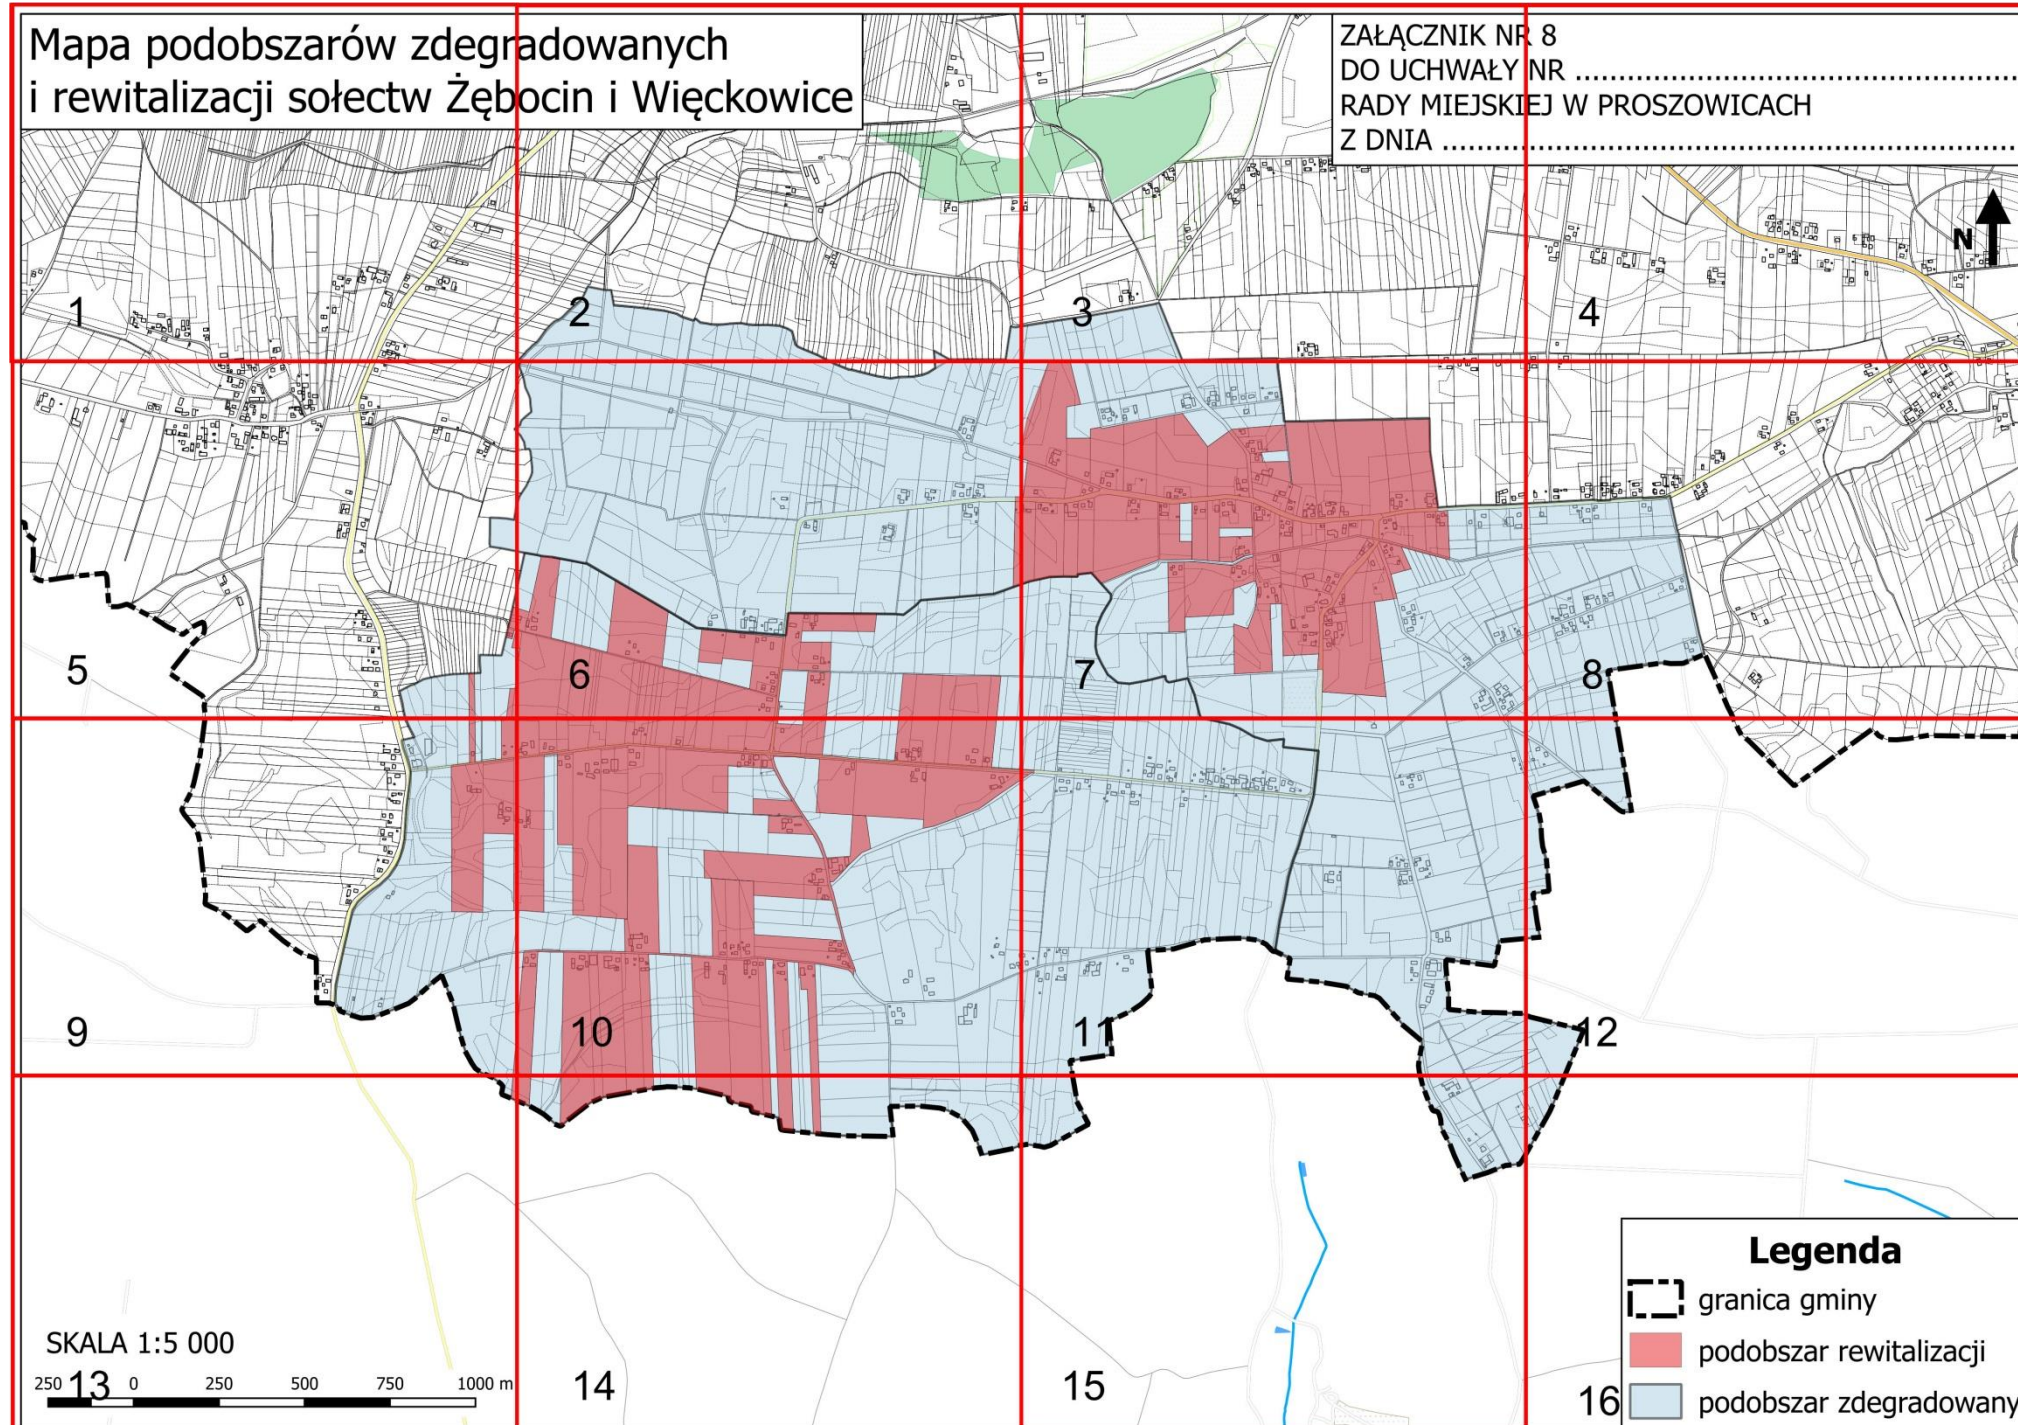 Mapa podobszarów zdegradowanych
i rewitalizacji sołectw Żębocin i Więckowice
ZAŁĄCZNIK NR 8
DO UCHWAŁY NR ................................................
RADY MIEJSKIEJ W PROSZOWICACH
Z DNIA ................................................................
N
1
2
3
4
5
6
7
8
9
10
11
12
Legenda
granica gminy
podobszar rewitalizacji
podobszar zdegradowany
SKALA 1:5 000
250 0 250 500 750 1000 m
13
14
15
16